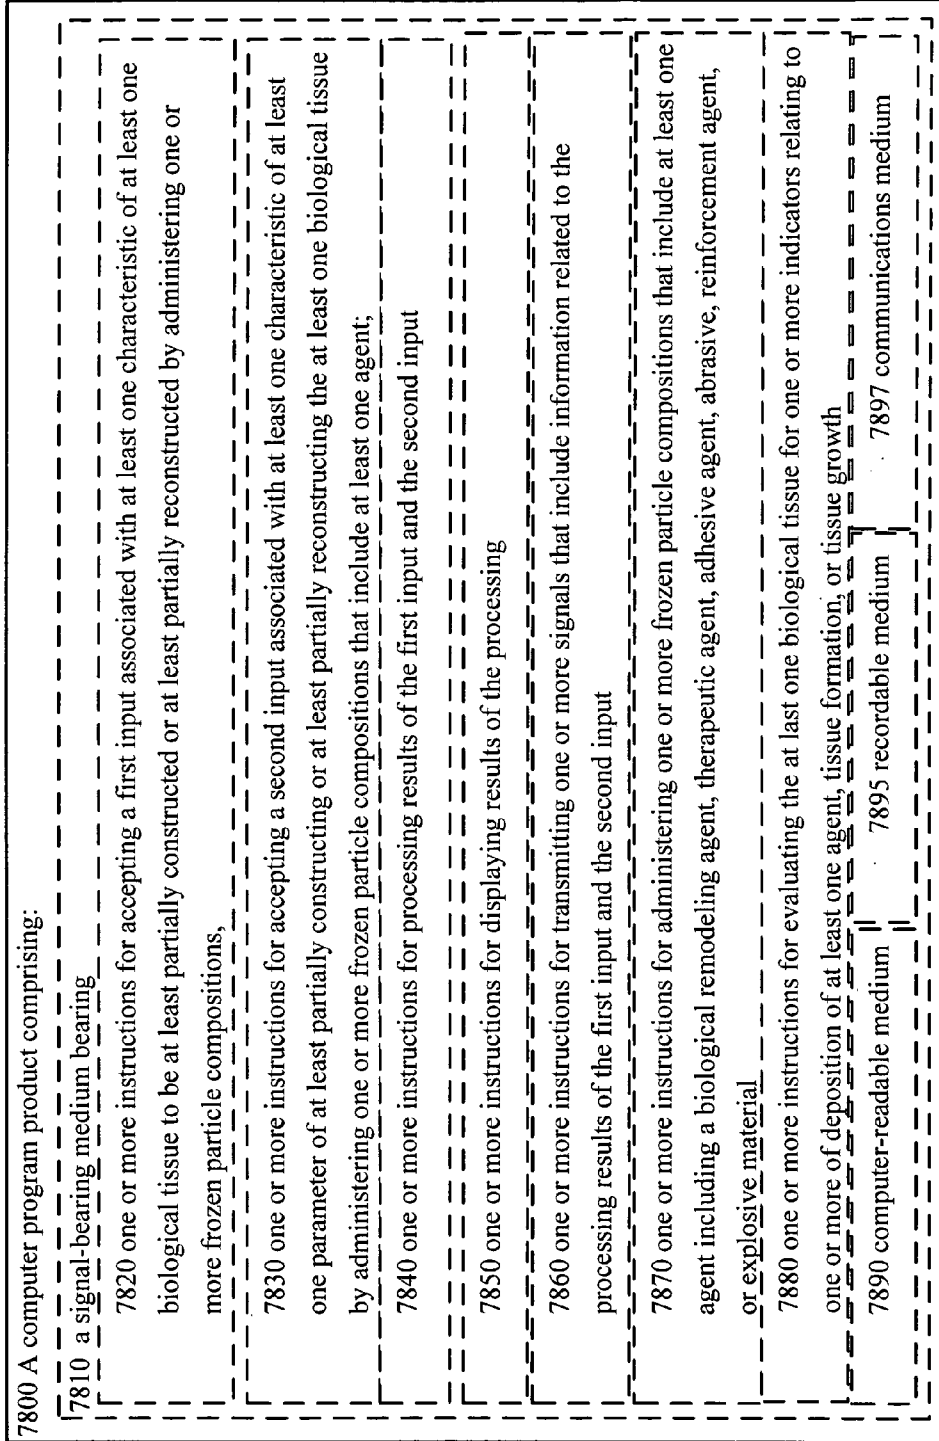 7800 A computer program product comprising:
7810 a signal-bearing medium bearing
7820 one or more instructions for accepting a first input associated with at least one characteristic of at least one
biological tissue to be at least partially constructed or at least partially reconstructed by administering one or
more frozen particle compositions,
7830 one or more instructions for accepting a second input associated with at least one characteristic of at least
one parameter of at least partially constructing or at least partially reconstructing the at least one biological tissue
by administering one or more frozen particle compositions that include at least one agent;
7840 one or more instructions for processing results of the first input and the second input
7850 one or more instructions for displaying results of the processing
7860 one or more instructions for transmitting one or more signals that include information related to the
processing results of the first input and the second input
7870 one or more instructions for administering one or more frozen particle compositions that include at least one
agent including a biological remodeling agent, therapeutic agent, adhesive agent, abrasive, reinforcement agent,
or explosive material
7880 one or more instructions for evaluating the at last one biological tissue for one or more indicators relating to
one or more of deposition of at least one agent, tissue formation, or tissue growth
7890 computer-readable medium
7895 recordable medium
7897 communications medium